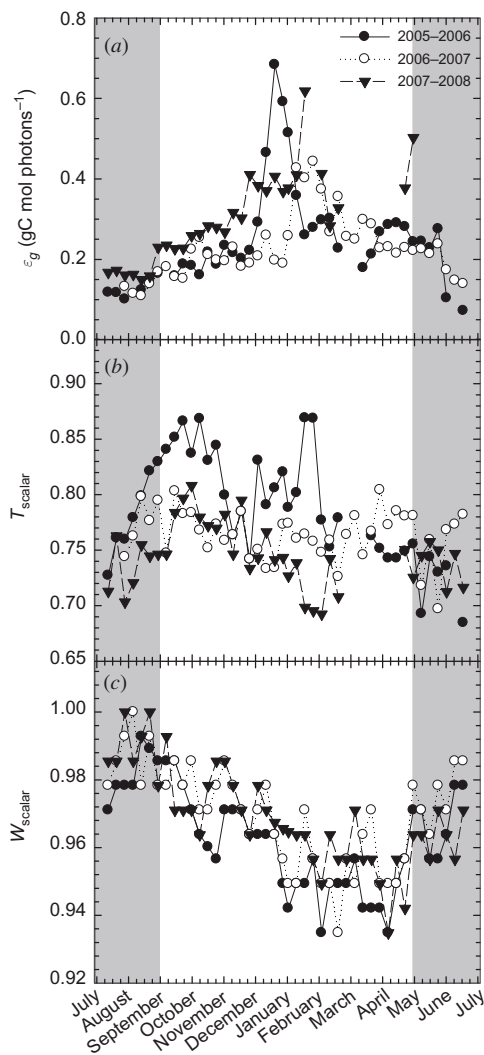 0.8
(a)
2005–2006
2006–2007
2007–2008
0.6
0.4
0.2
0.0
εg (gC mol photons−1)
(b)
0.90
0.85
0.80
0.75
0.70
0.65
Tscalar
(c)
1.00
0.98
0.96
0.94
0.92
Wscalar
July
August
September
October
November
December
January
February
March
April
May
June
July